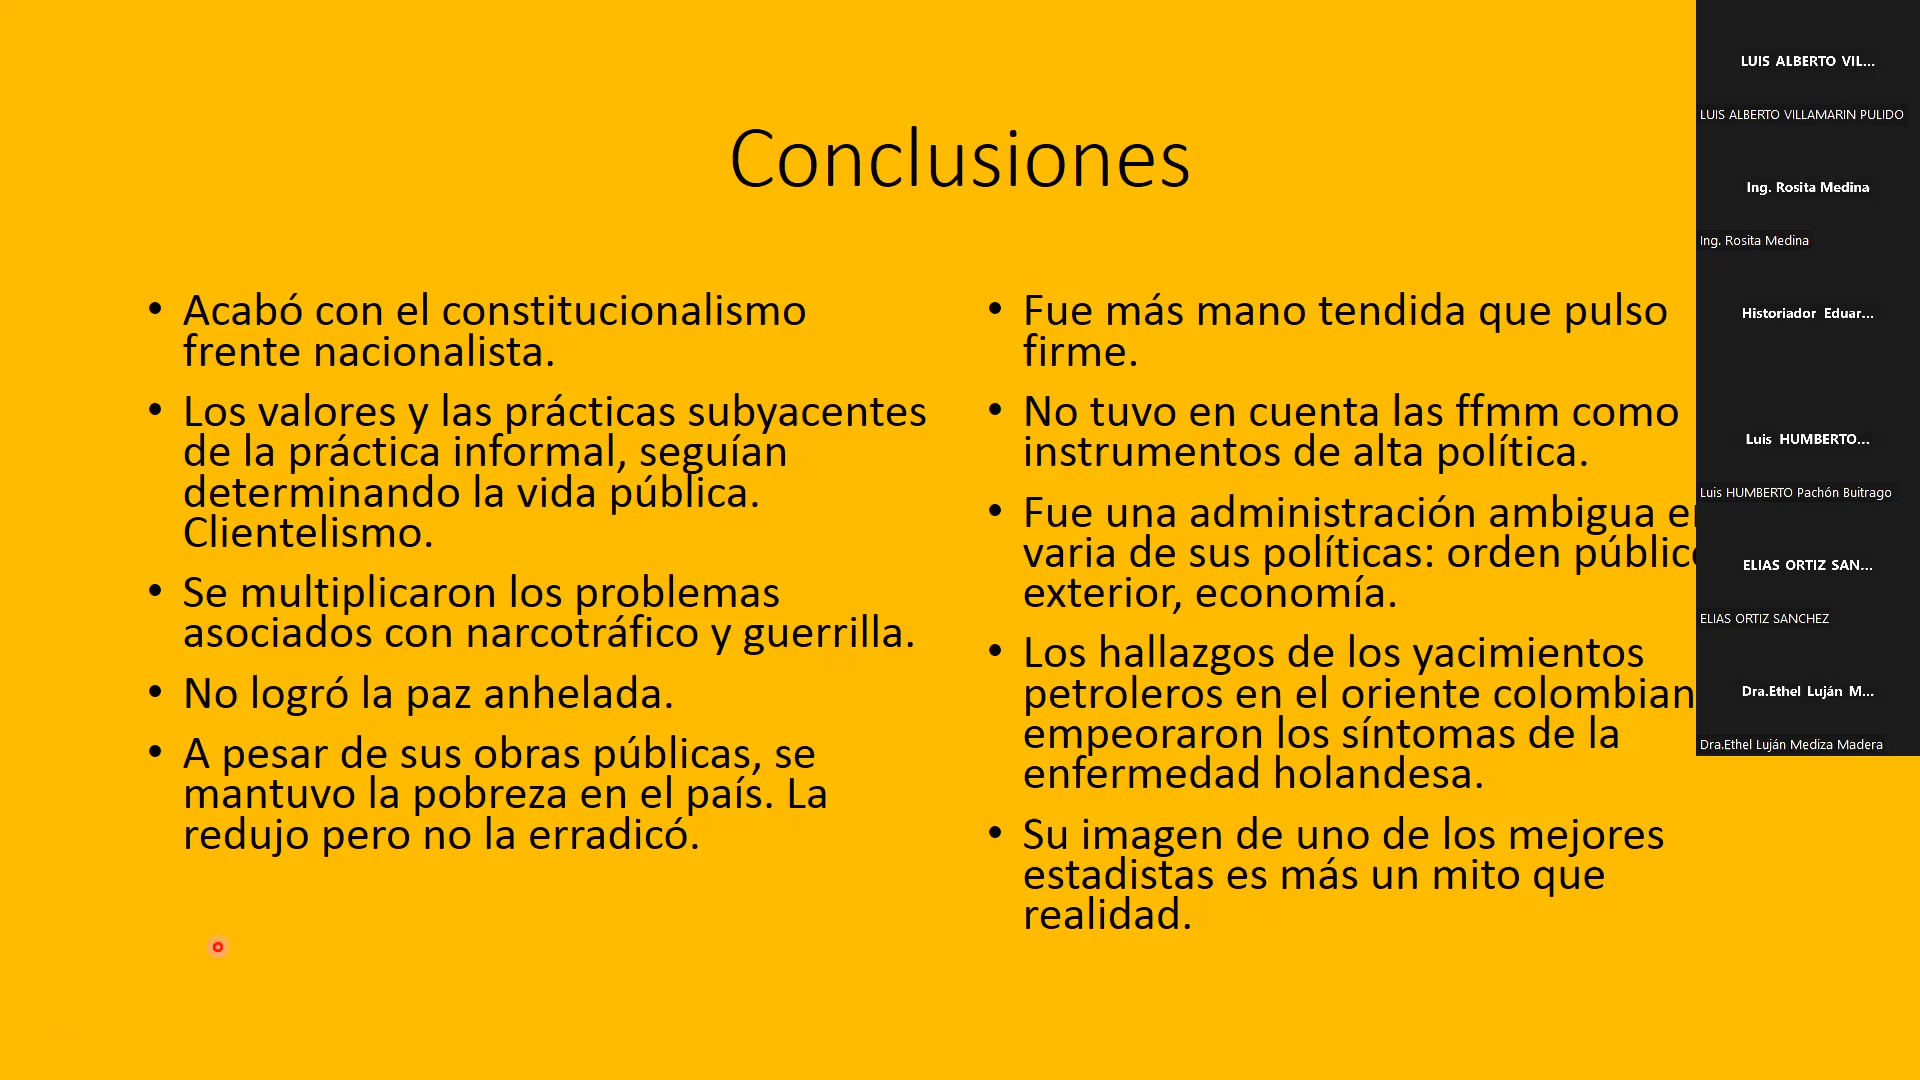 Conclusiones
• Acabó con el constitucionalismo
frente nacionalista.
• Los valores y las prácticas subyacentes
de la práctica informal, seguían
determinando la vida pública.
Clientelismo.
• Se multiplicaron los problemas
asociados con narcotráfico y guerrilla.
• No logró la paz anhelada.
• A pesar de sus obras públicas, se
mantuvo la pobreza en el país. La
redujo pero no la erradicó.
• Fue más mano tendida que pulso
firme.
• No tuvo en cuenta las ffmm como
instrumentos de alta política.
• Fue una administración ambigua
varia de sus políticas: orden
exterior, economía.
• Los hallazgos de los yacimientos
petroleros en el oriente
empeoraron los síntomas de la
enfermedad holandesa.
• Su imagen de uno de los mejores
estadistas es más un mito que
realidad.
LUIS ALBERTO VIL...
LUIS ALBERTO VILLAMARIN PULIDO
Ing. Rosita Medina
Ing. Rosita Medina
Historiador Eduar...
Luis HUMBERTO...
Luis HUMBERTO Pachón Buitrago
ELIAS ORTIZ SAN...
ELIAS ORTIZ SANCHEZ
Dra.Ethel Luján M...
Dra.Ethel Luján Mediza Madera